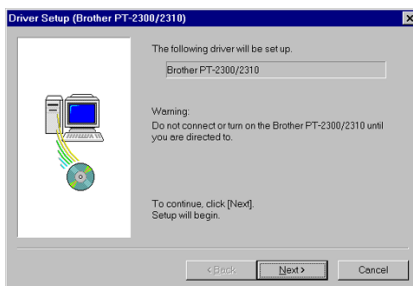 Driver Setup (Brother PT-2300/2310)
The following driver will be set up.
Brother PT-2300/2310
Warning:
Do not connect or turn on the Brother PT-2300/2310 until
you are directed to.
To continue, click [Next].
Setup will begin.
< Back
Next >
Cancel